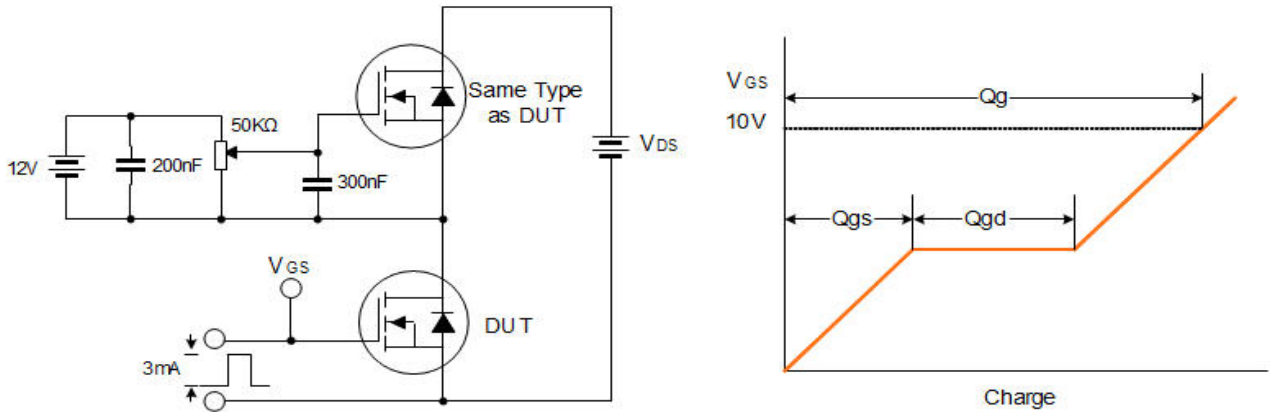 12V
200nF
50KΩ
300nF
Same Type
as DUT
VDS
VGS
DUT
3mA
VGS
10V
Qg
Qgs
Qgd
Charge